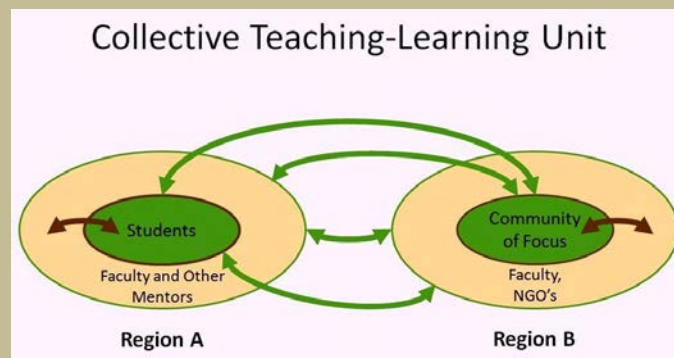 Collective Teaching-Learning Unit
Students
Faculty and Other
Mentors
Region A
Community
of Focus
Faculty,
NGO's
Region B